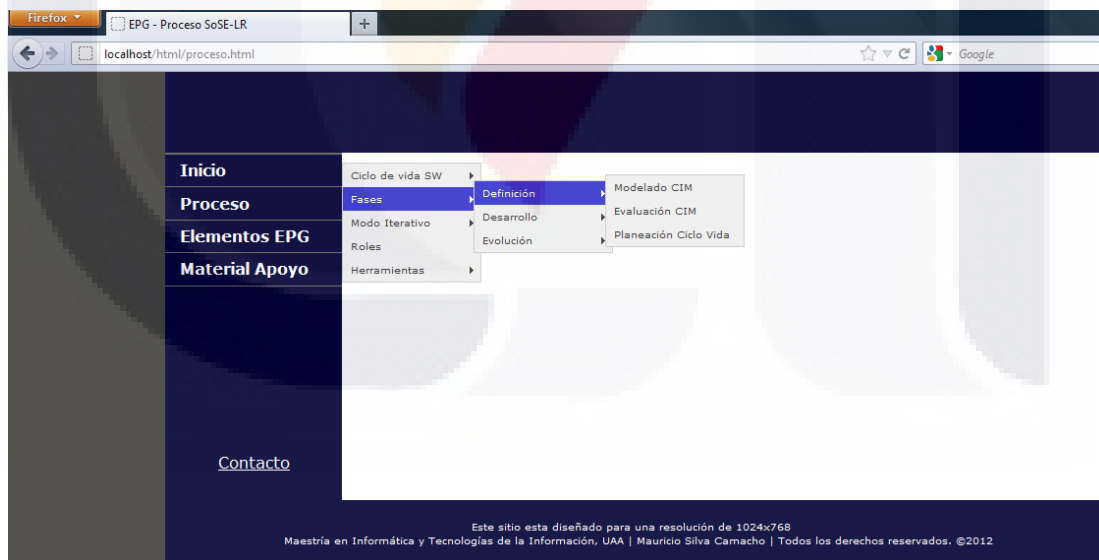 Firefox
EPG - Proceso SoSE-LR
+
localhost/html/proceso.html
Google
Inicio
Proceso
Elementos EPG
Material Apoyo
Ciclo de vida SW
Fases
Modo Iterativo
Roles
Herramientas
Definición
Desarrollo
Evolución
Modelado CIM
Evaluación CIM
Planeación Ciclo Vida
Contacto
Este sitio esta diseñado para una resolución de 1024x768
Maestría en Informática y Tecnologías de la Información, UAA | Mauricio Silva Camacho | Todos los derechos reservados. ©2012